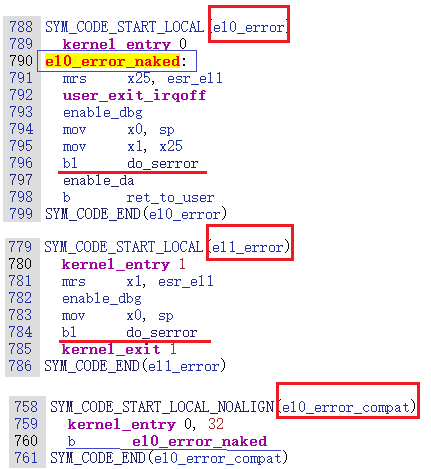 788 SYM_CODE_START_LOCAL(el0_error)
789 kernel_entry 0
790 el0_error_naked:
791 mrs x25, esr_el1
792 user_exit_irqoff
793 enable_dbg
794 mov x0, sp
795 mov x1, x25
796 bl do_serror
797 enable_da
798 b ret_to_user
799 SYM_CODE_END(el0_error)
779 SYM_CODE_START_LOCAL(el1_error)
780 kernel_entry 1
781 mrs x1, esr_el1
782 enable_dbg
783 mov x0, sp
784 bl do_serror
785 kernel_exit 1
786 SYM_CODE_END(el1_error)
758 SYM_CODE_START_LOCAL_NOALIGN(el0_error_compat)
759 kernel_entry 0, 32
760 b el0_error_naked
761 SYM_CODE_END(el0_error_compat)